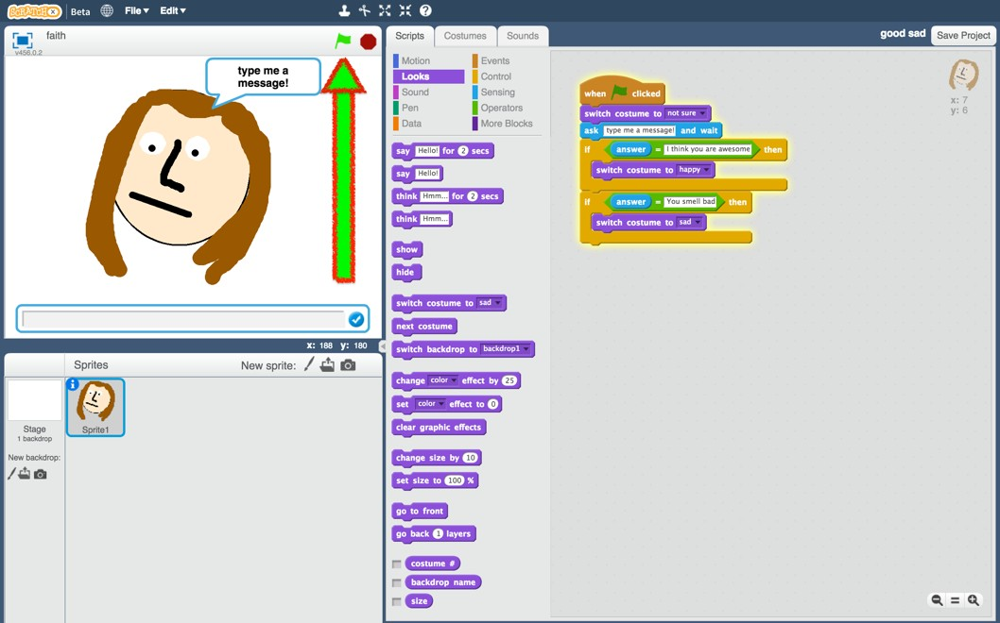 SCRATCHX Beta File Edit
faith
v456.0.2
type me a
message!
x: 188 y: 180
Sprites New sprite:
Sprite1
Stage
1 backdrop
New backdrop:
Scripts Costumes Sounds
good sad Save Project
Motion Events
Looks Control
Sound Sensing
Pen Operators
Data More Blocks
say Hello! for 2 secs
say Hello!
think Hmm... for 2 secs
think Hmm...
show
hide
switch costume to sad
next costume
switch backdrop to backdrop1
change color effect by 25
set color effect to 0
clear graphic effects
change size by 10
set size to 100 %
go to front
go back 1 layers
costume #
backdrop name
size
when clicked
switch costume to not sure
ask type me a message! and wait
if answer = I think you are awesome then
switch costume to happy
if answer = You smell bad then
switch costume to sad
x: 7
y: 6